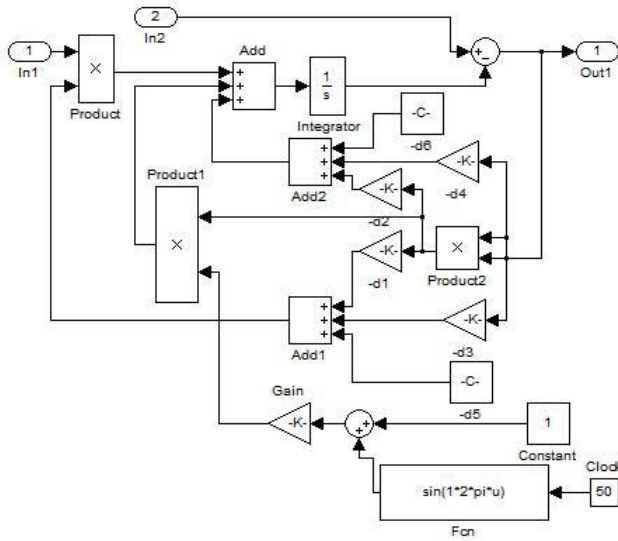 2
In2
1
In1
×
Product
Add
+
+
+
1
s
Integrator
+
−
1
Out1
-C-
-d6
+
+
+
Add2
-K-
-d4
-K-
-d2
Product1
×
-K-
-d1
×
Product2
+
+
+
Add1
-K-
-d3
-C-
-d5
Gain
-K-
+
+
1
Constant
sin(1*2*pi*u)
Fcn
Clock
50